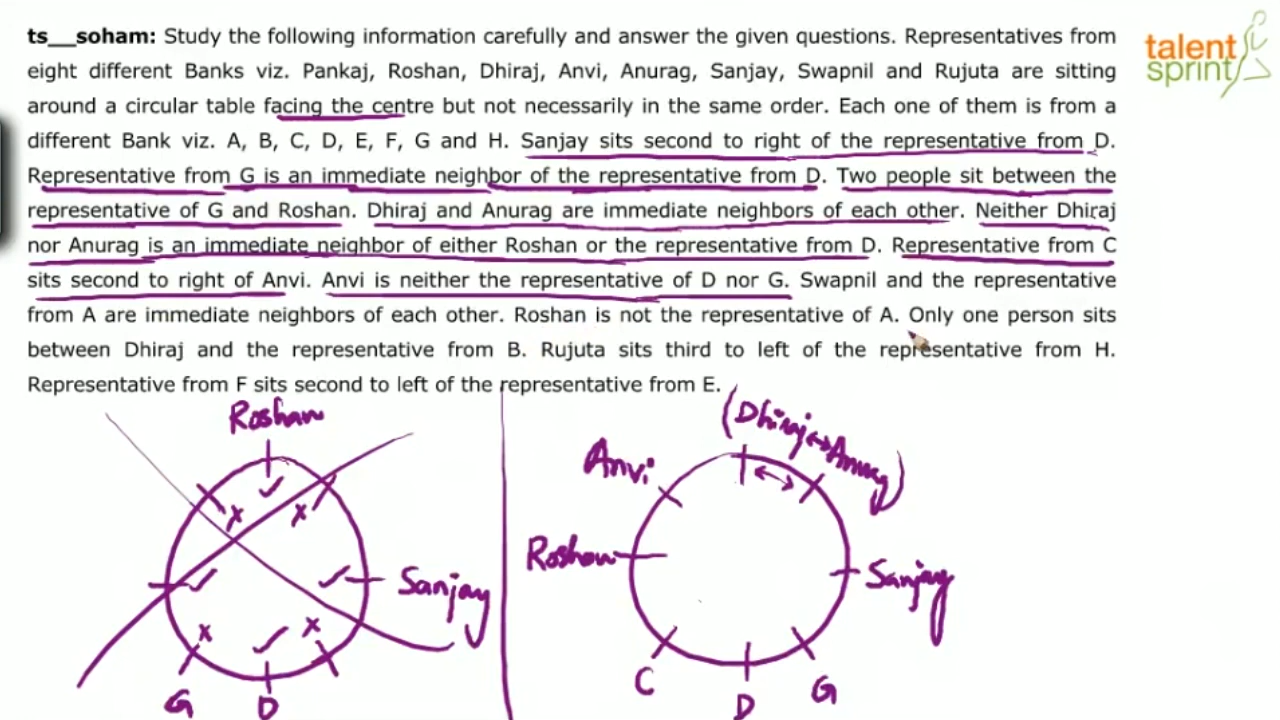 ts__soham: Study the following information carefully and answer the given questions. Representatives from
eight different Banks viz. Pankaj, Roshan, Dhiraj, Anvi, Anurag, Sanjay, Swapnil and Rujuta are sitting
around a circular table facing the centre but not necessarily in the same order. Each one of them is from a
different Bank viz. A, B, C, D, E, F, G and H. Sanjay sits second to right of the representative from D.
Representative from G is an immediate neighbor of the representative from D. Two people sit between the
representative of G and Roshan. Dhiraj and Anurag are immediate neighbors of each other. Neither Dhiraj
nor Anurag is an immediate neighbor of either Roshan or the representative from D. Representative from C
sits second to right of Anvi. Anvi is neither the representative of D nor G. Swapnil and the representative
from A are immediate neighbors of each other. Roshan is not the representative of A. Only one person sits
between Dhiraj and the representative from B. Rujuta sits third to left of the representative from H.
Representative from F sits second to left of the representative from E.
talent
sprint
Roshan
Sanjay
G
D
(Dhiraj↔Anurag)
Anvi
Roshan
Sanjay
C
D
G